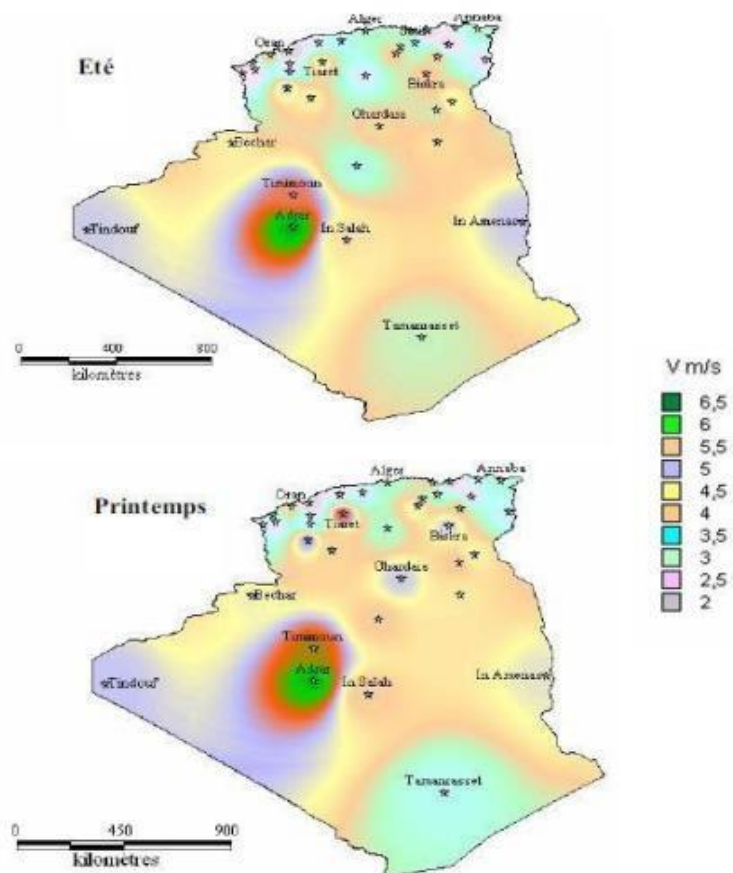 Eté
Alger
Annaba
Oran
Tiaret
Biskra
Ghardaia
Bechar
Timimoun
Adrar
In Salah
Tindouf
In Amenas
Tamanrasset
0 400 800
kilomètres
V m/s
6,5
6
5,5
5
4,5
4
3,5
3
2,5
2
Printemps
Alger
Annaba
Oran
Tiaret
Biskra
Ghardaia
Bechar
Timimoun
Adrar
In Salah
Tindouf
In Amenas
Tamanrasset
0 450 900
kilomètres